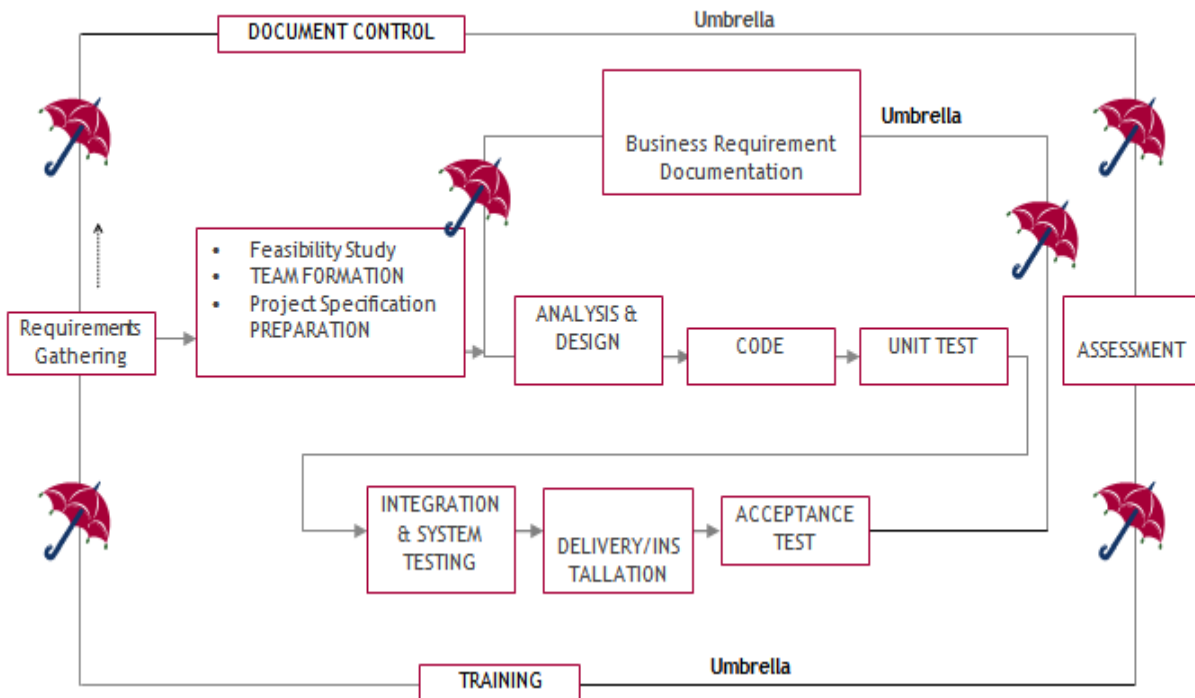 Umbrella
DOCUMENT CONTROL
Umbrella
Business Requirement
Documentation
• Feasibility Study
• TEAM FORMATION
• Project Specification
PREPARATION
Requirements
Gathering
ANALYSIS &
DESIGN
CODE
UNIT TEST
ASSESSMENT
INTEGRATION
& SYSTEM
TESTING
DELIVERY/INS
TALLATION
ACCEPTANCE
TEST
Umbrella
TRAINING